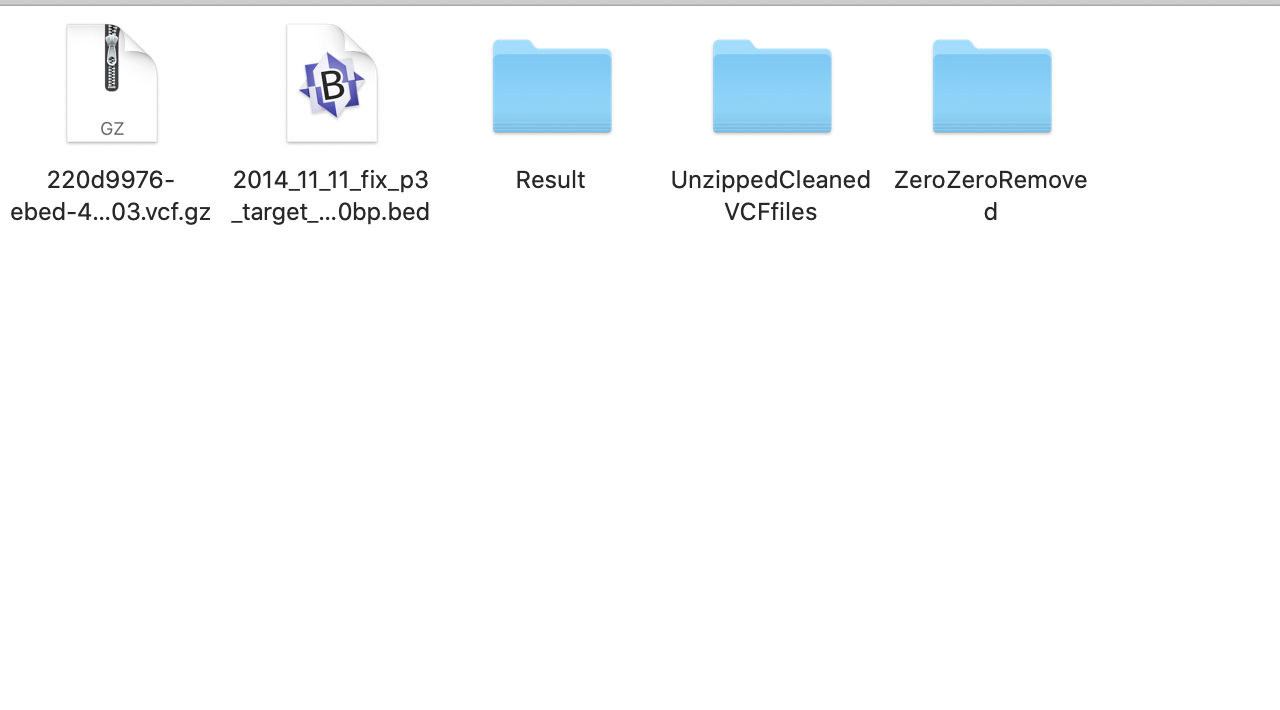 GZ
B
220d9976-
ebed-4...03.vcf.gz
2014_11_11_fix_p3
_target_...0bp.bed
Result
UnzippedCleaned
VCFfiles
ZeroZeroRemove
d